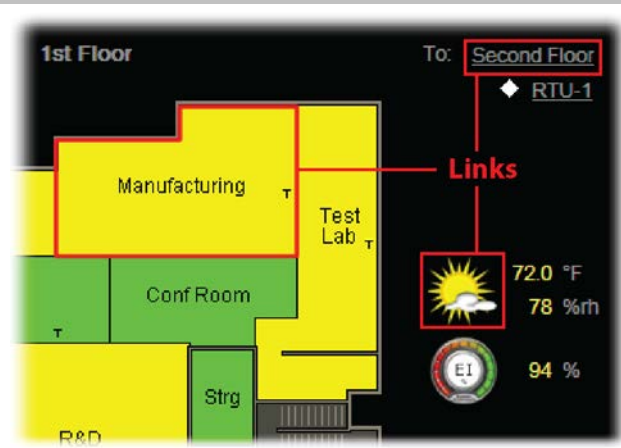 1st Floor
To: Second Floor
RTU-1
Links
Manufacturing
T
Test
Lab T
72.0 °F
Conf Room
78 %rh
T
EI
%
94 %
Strg
R&D